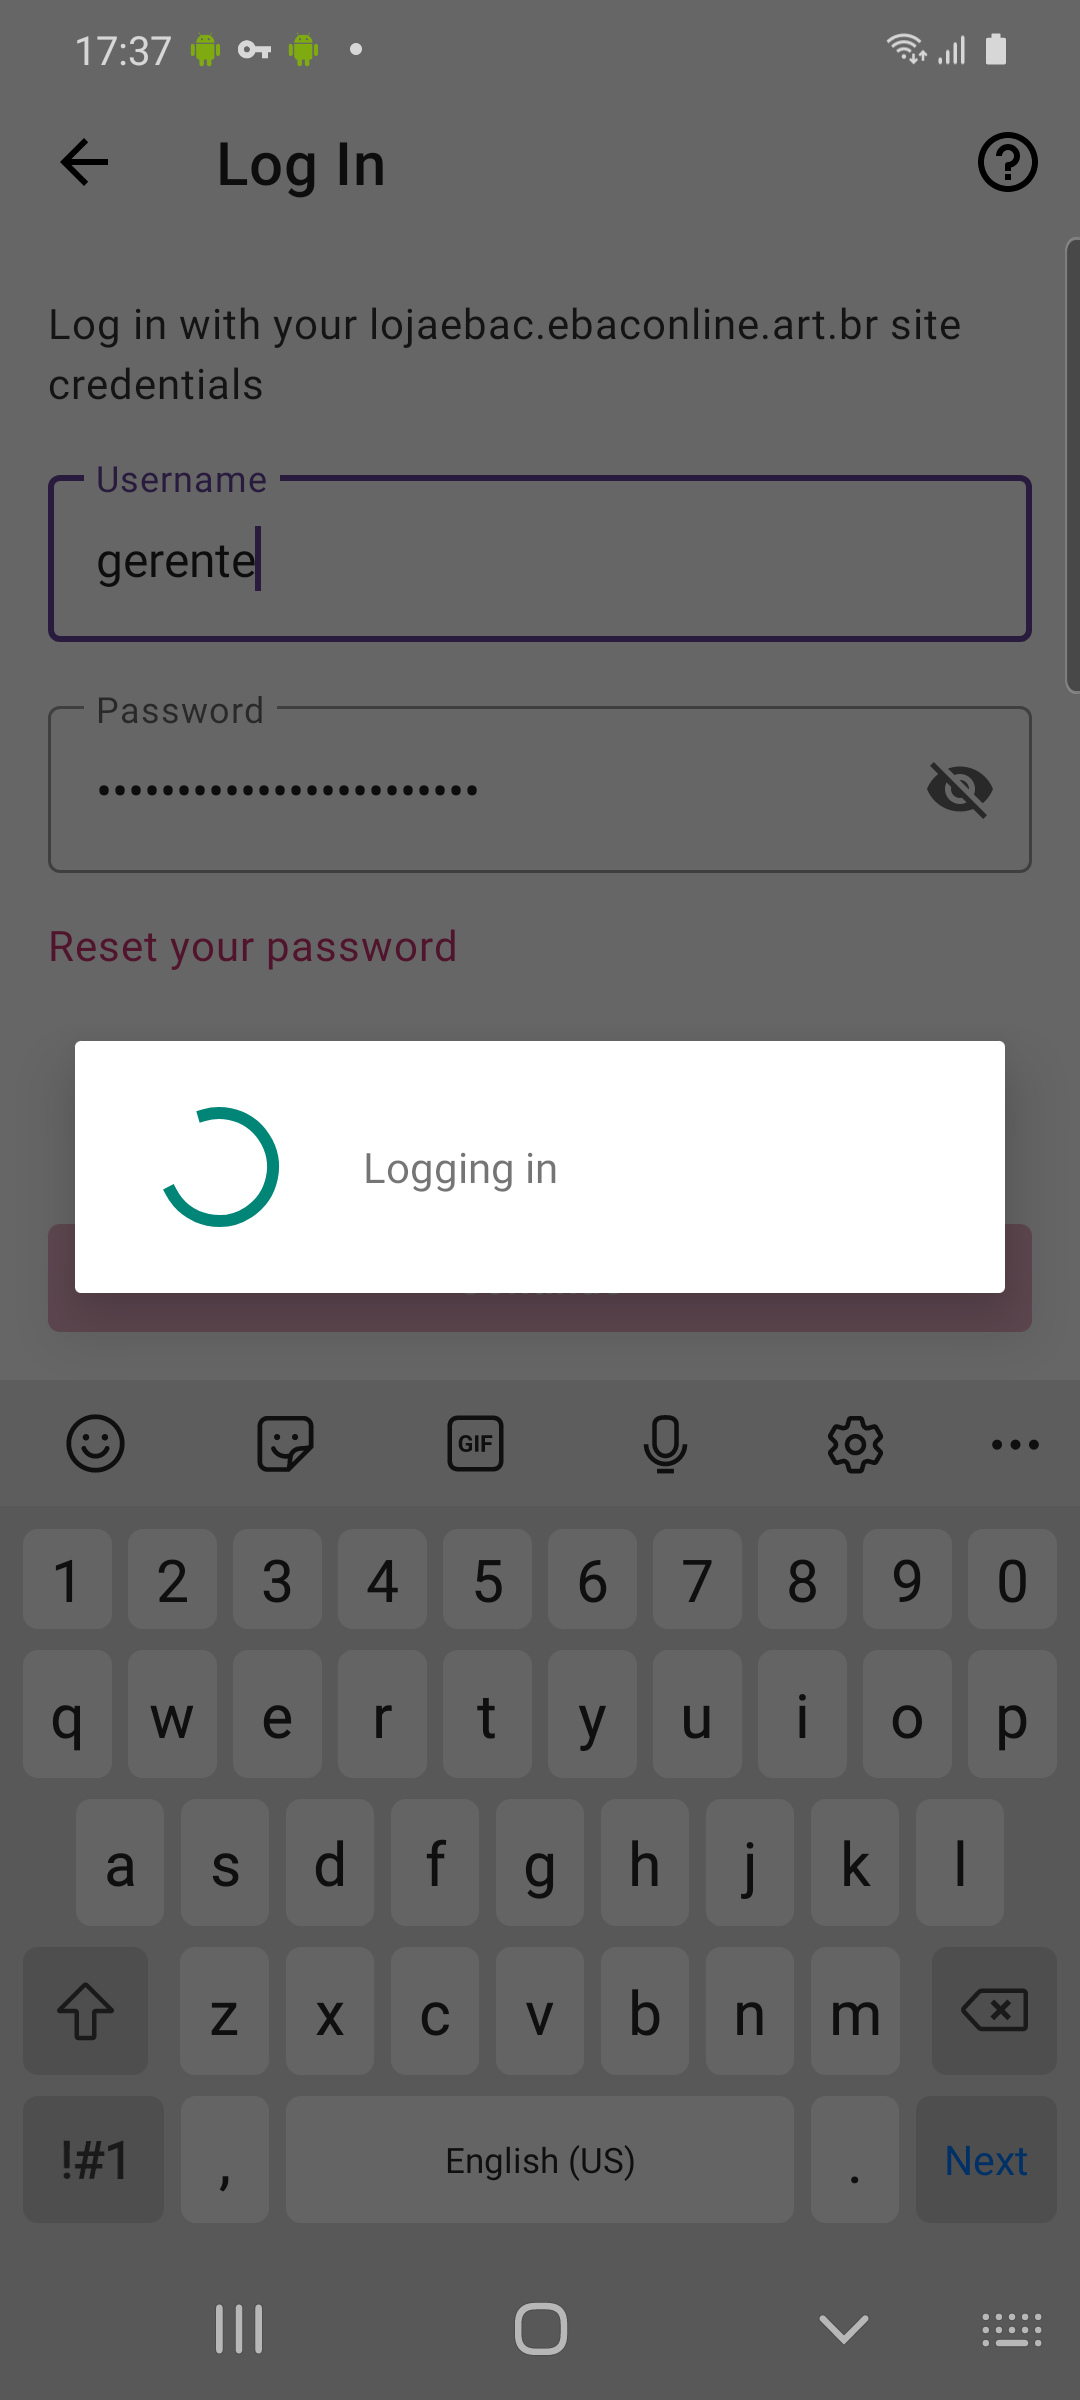 17:37
Log In
Log in with your lojaebac.ebaconline.art.br site
credentials
Username
gerente
Password
••••••••••••••••••••••••
Reset your password
Logging in
GIF
1 2 3 4 5 6 7 8 9 0
q w e r t y u i o p
a s d f g h j k l
z x c v b n m
!#1 , English (US) . Next